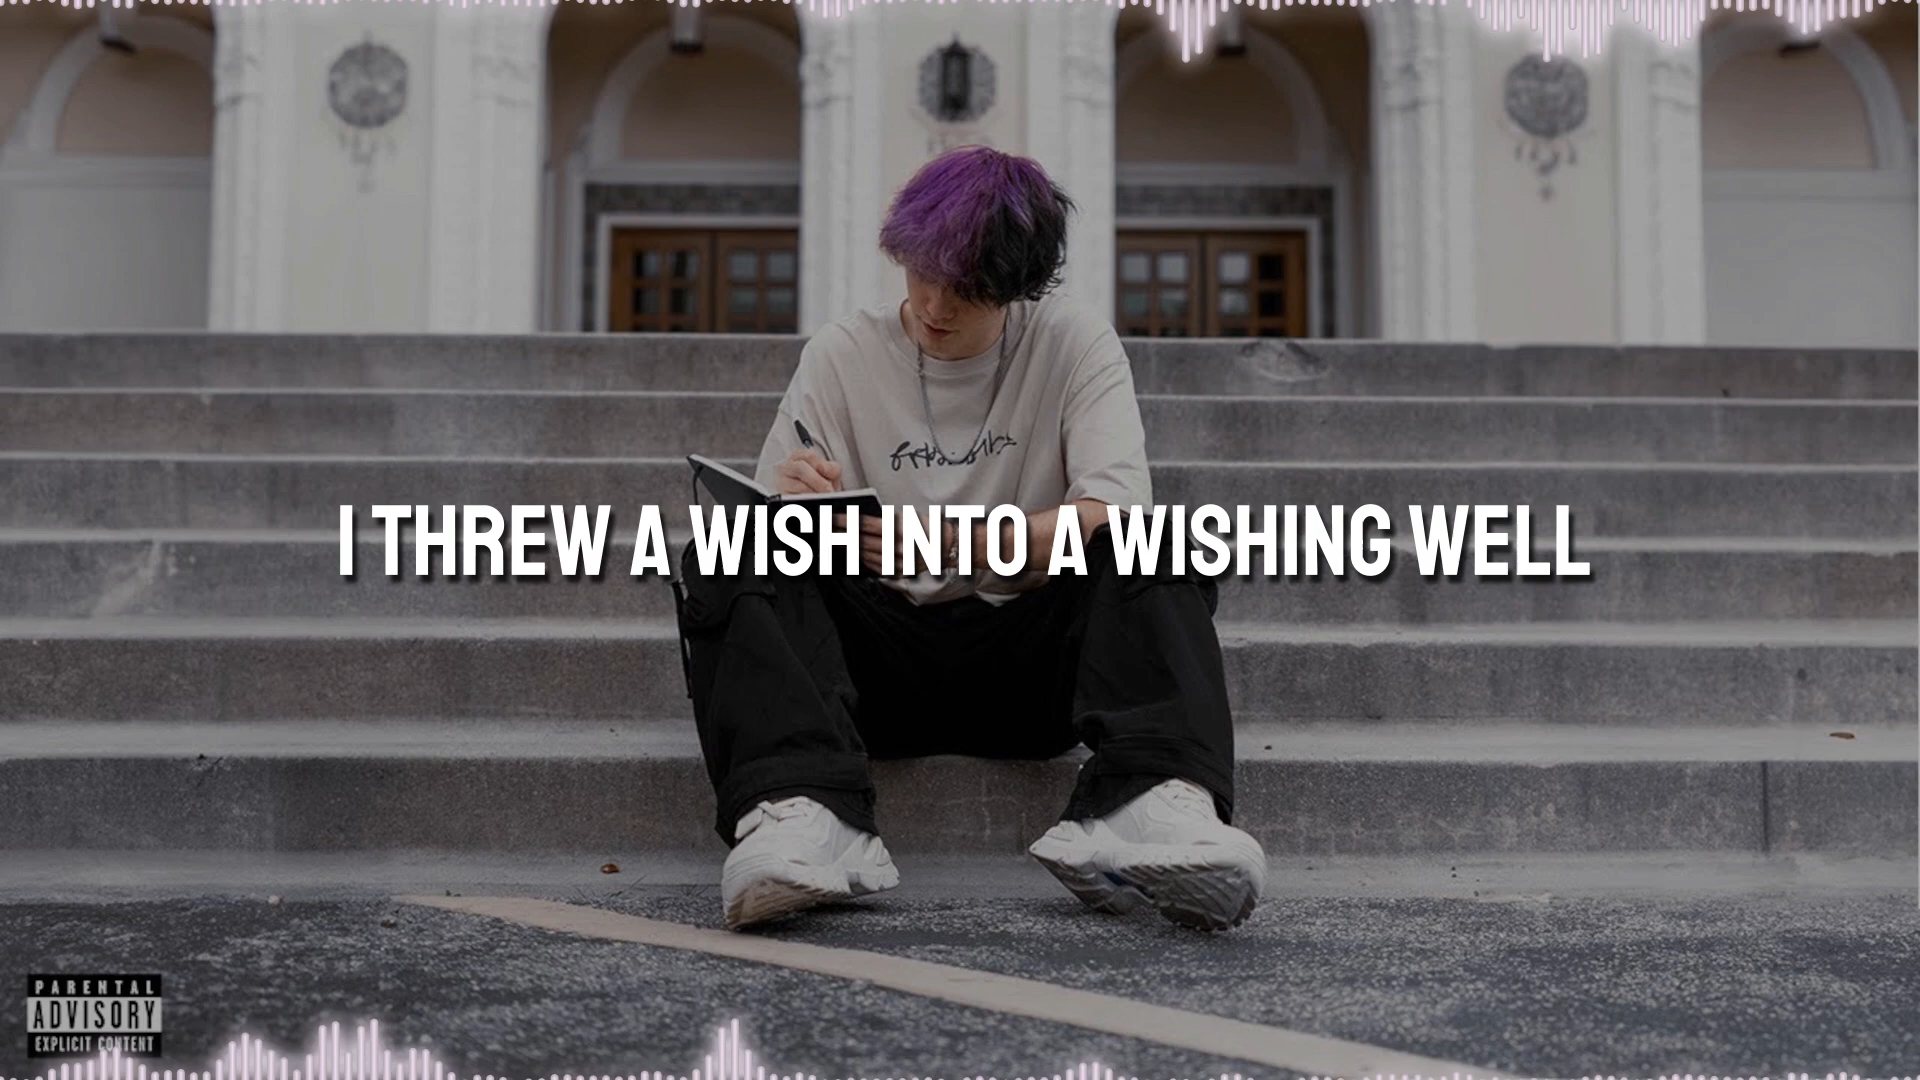 I THREW A WISH INTO A WISHING WELL
PARENTAL
ADVISORY
EXPLICIT CONTENT